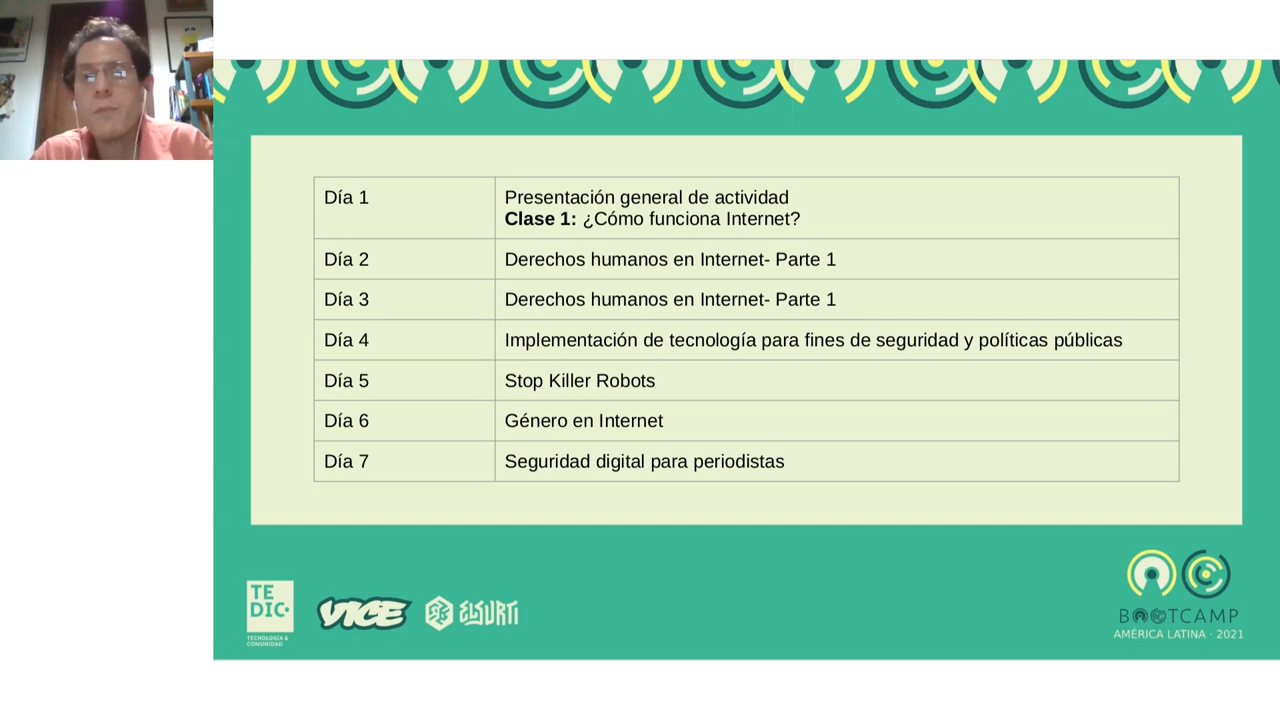 Día 1
Presentación general de actividad
Clase 1: ¿Cómo funciona Internet?
Día 2
Derechos humanos en Internet- Parte 1
Día 3
Derechos humanos en Internet- Parte 1
Día 4
Implementación de tecnología para fines de seguridad y políticas públicas
Día 5
Stop Killer Robots
Día 6
Género en Internet
Día 7
Seguridad digital para periodistas
TE
DIC
TECNOLOGÍA &
COMUNIDAD
VICE
ELSURTI
BOOTCAMP
AMÉRICA LATINA · 2021